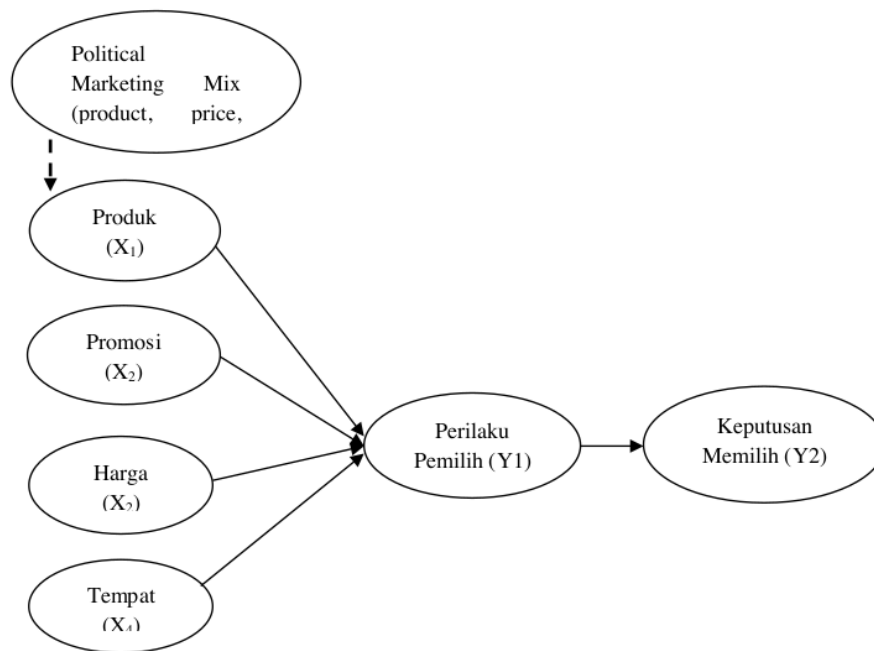 Political
Marketing Mix
(product, price,
Produk
(X₁)
Promosi
(X₂)
Harga
(X₂)
Tempat
(X₄)
Perilaku
Pemilih (Y1)
Keputusan
Memilih (Y2)